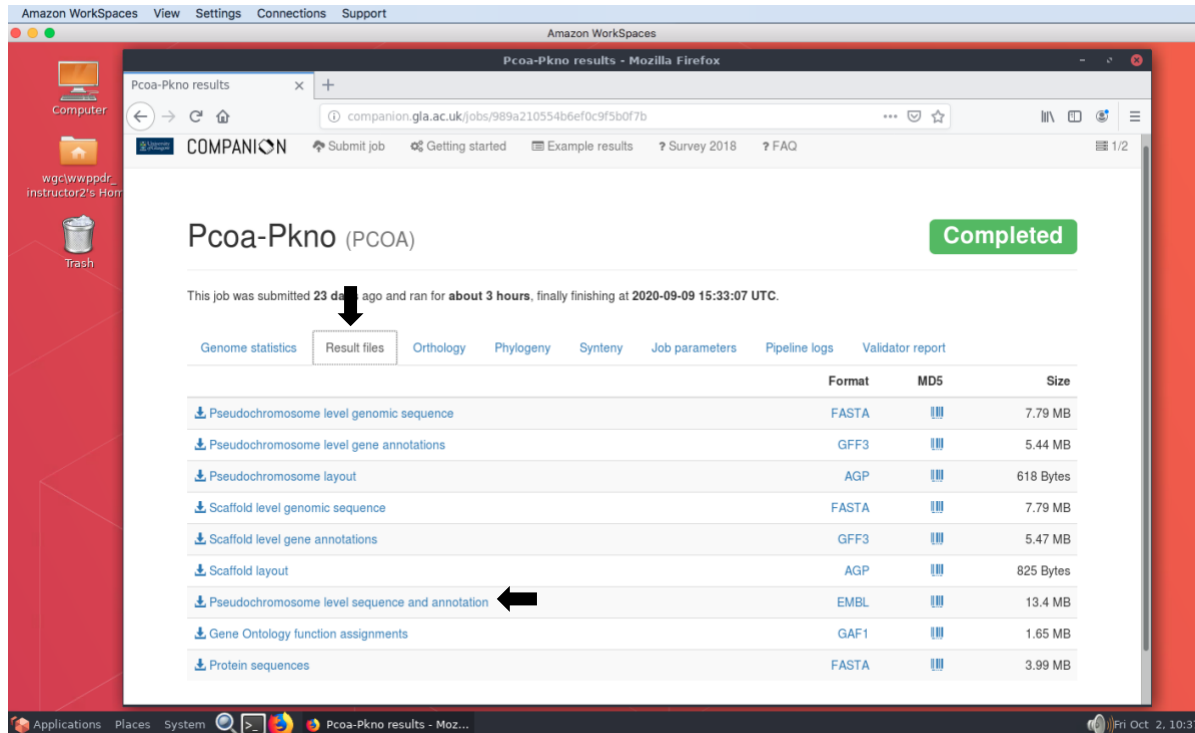 Amazon WorkSpaces View Settings Connections Support
Amazon WorkSpaces
Pcoa-Pkno results - Mozilla Firefox
Pcoa-Pkno results
companion.gla.ac.uk/jobs/989a210554b6ef0c9f5b0f7b
COMPANION Submit job Getting started Example results ? Survey 2018 ? FAQ 1/2
Computer
wgc\wwppdr_
instructor2's Hom
Trash
Pcoa-Pkno (PCOA) Completed
This job was submitted 23 ago and ran for about 3 hours, finally finishing at 2020-09-09 15:33:07 UTC.
Genome statistics Result files Orthology Phylogeny Synteny Job parameters Pipeline logs Validator report
Format MD5 Size
Pseudochromosome level genomic sequence FASTA 7.79 MB
Pseudochromosome level gene annotations GFF3 5.44 MB
Pseudochromosome layout AGP 618 Bytes
Scaffold level genomic sequence FASTA 7.79 MB
Scaffold level gene annotations GFF3 5.47 MB
Scaffold layout AGP 825 Bytes
Pseudochromosome level sequence and annotation EMBL 13.4 MB
Gene Ontology function assignments GAF1 1.65 MB
Protein sequences FASTA 3.99 MB
Applications Places System Pcoa-Pkno results - Moz... Fri Oct 2, 10:3